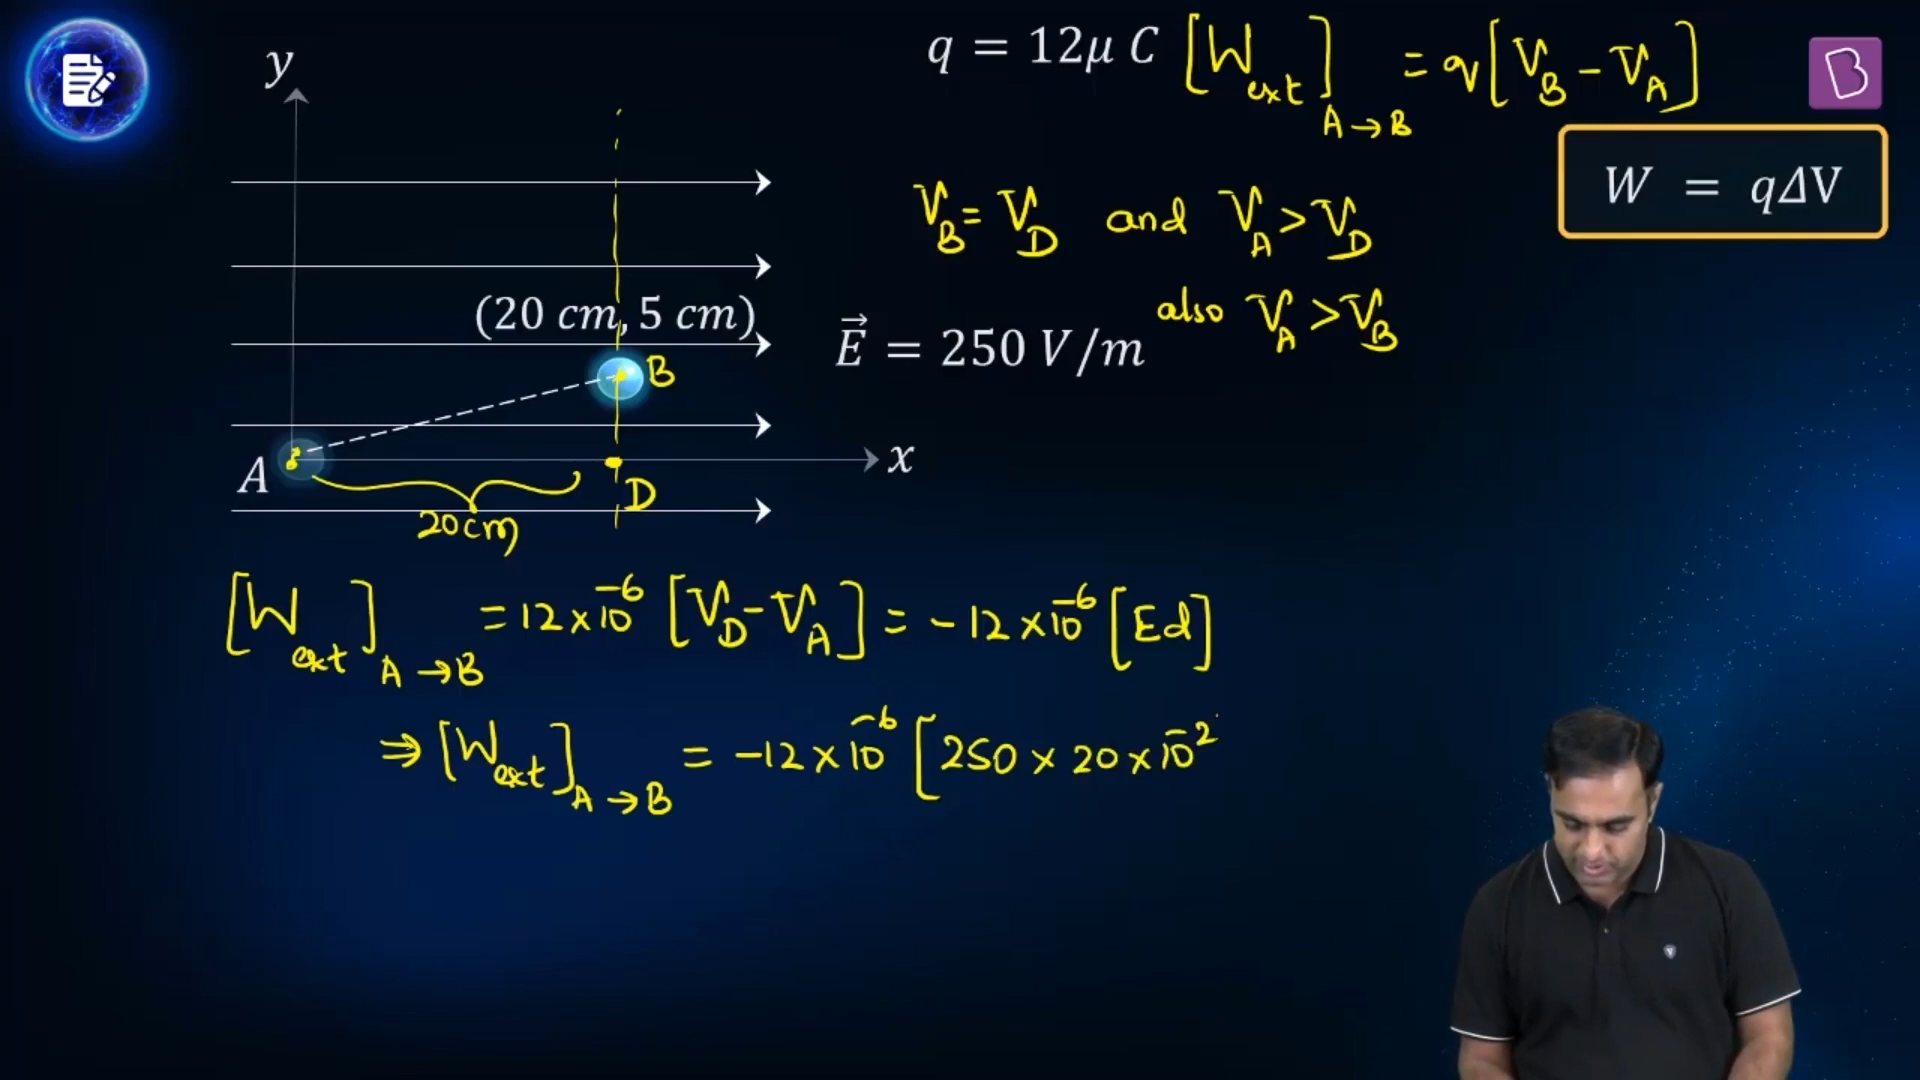 y
q = 12μ C [W_ext]_A→B = q[V_B − V_A]
W = qΔV
V_B = V_D and V_A > V_D
also V_A > V_B
(20 cm, 5 cm)
E⃗ = 250 V/m
B
A
x
D
20cm
[W_ext]_A→B = 12×10^−6 [V_D − V_A] = −12×10^−6 [Ed]
⇒ [W_ext]_A→B = −12×10^−6 [250 × 20×10^−2